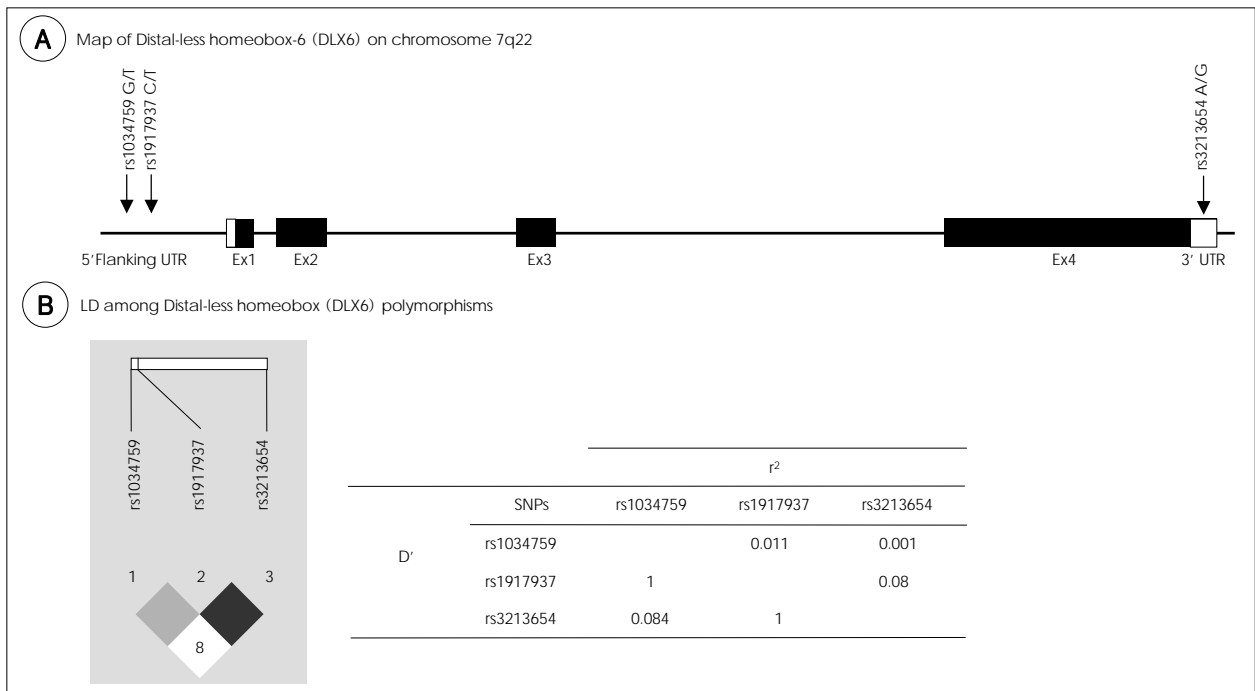 A Map of Distal-less homeobox-6 (DLX6) on chromosome 7q22
rs1034759 G/T
rs1917937 C/T
rs3213654 A/G
5′Flanking UTR Ex1 Ex2 Ex3 Ex4 3′ UTR
B LD among Distal-less homeobox (DLX6) polymorphisms
rs1034759
rs1917937
rs3213654
1 2 3
8
r²
SNPs rs1034759 rs1917937 rs3213654
D′
rs1034759 0.011 0.001
rs1917937 1 0.08
rs3213654 0.084 1